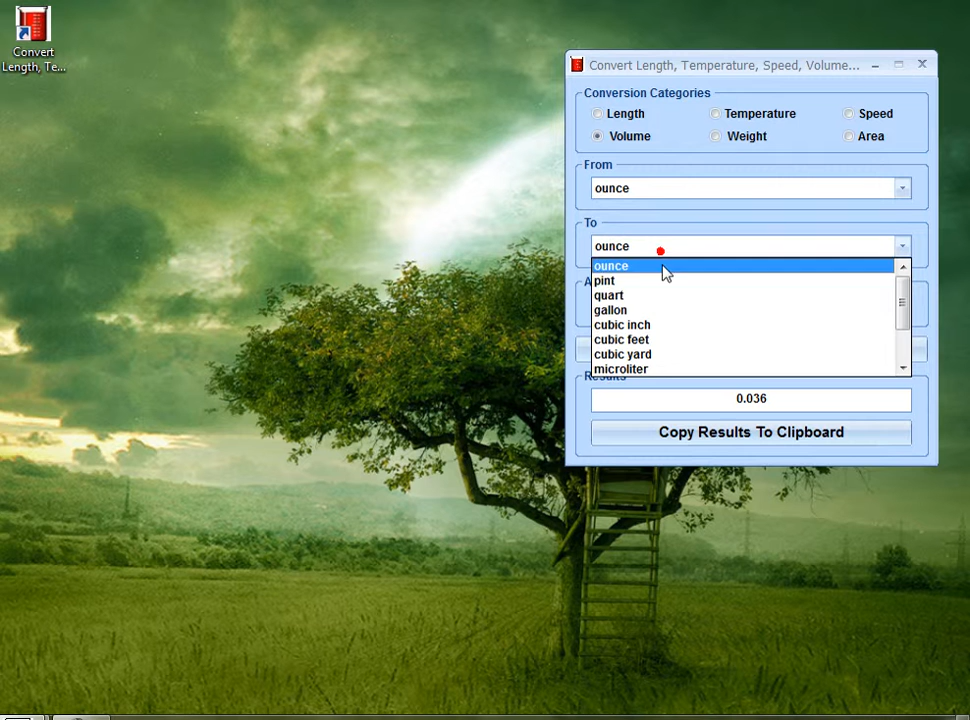 Convert
Length, Te...
Convert Length, Temperature, Speed, Volume...
Conversion Categories
Length
Temperature
Speed
Volume
Weight
Area
From
ounce
To
ounce
ounce
pint
quart
gallon
cubic inch
cubic feet
cubic yard
microliter
Results
0.036
Copy Results To Clipboard